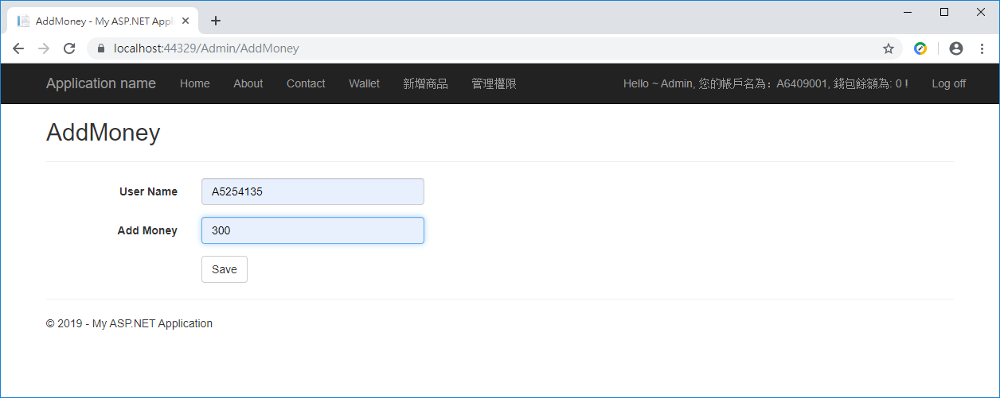 AddMoney - My ASP.NET Appl
localhost:44329/Admin/AddMoney
Application name Home About Contact Wallet 新增商品 管理權限 Hello ~ Admin, 您的帳戶名為：A6409001, 錢包餘額為: 0 ! Log off
AddMoney
User Name A5254135
Add Money 300
Save
© 2019 - My ASP.NET Application